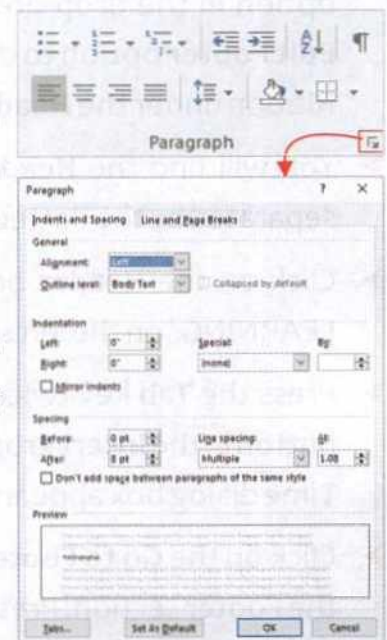 Paragraph
Paragraph ? ×
Indents and Spacing Line and Page Breaks
General
Alignment: Left
Outline level: Body Text Collapsed by default
Indentation
Left: 0" Special: By:
Right: 0" (none)
Mirror indents
Spacing
Before: 0 pt Line spacing: At:
After: 8 pt Multiple 1.08
Don't add space between paragraphs of the same style
Preview
Tabs... Set As Default OK Cancel